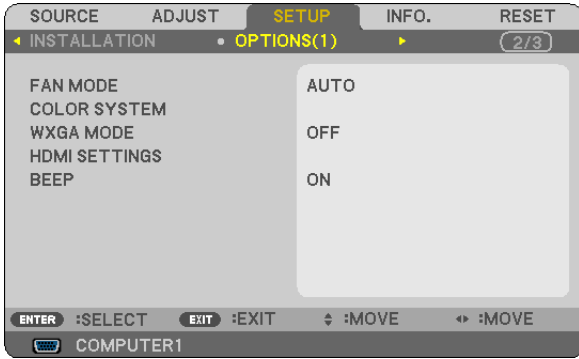 SOURCE ADJUST SETUP INFO. RESET
INSTALLATION • OPTIONS(1) 2/3
FAN MODE AUTO
COLOR SYSTEM
WXGA MODE OFF
HDMI SETTINGS
BEEP ON
ENTER :SELECT EXIT :EXIT :MOVE :MOVE
COMPUTER1